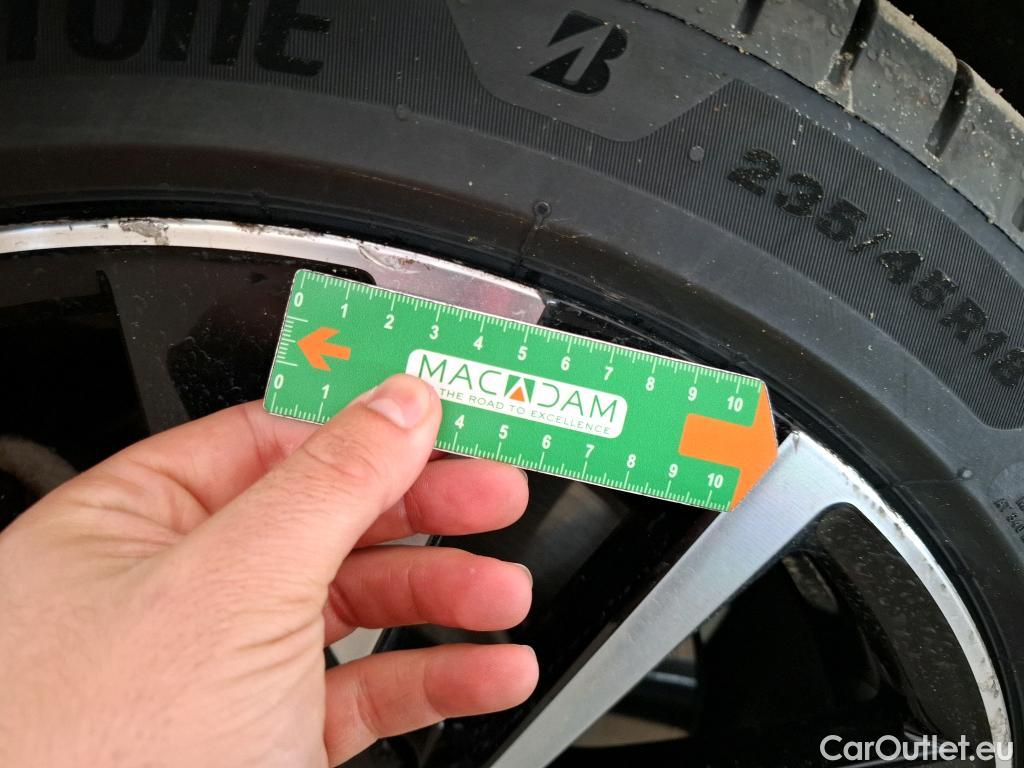 235/45R18
0 1 2 3 4 5 6 7 8 9 10
MACADAM
THE ROAD TO EXCELLENCE
0 1 4 5 6 7 8 9 10
CarOutlet.eu